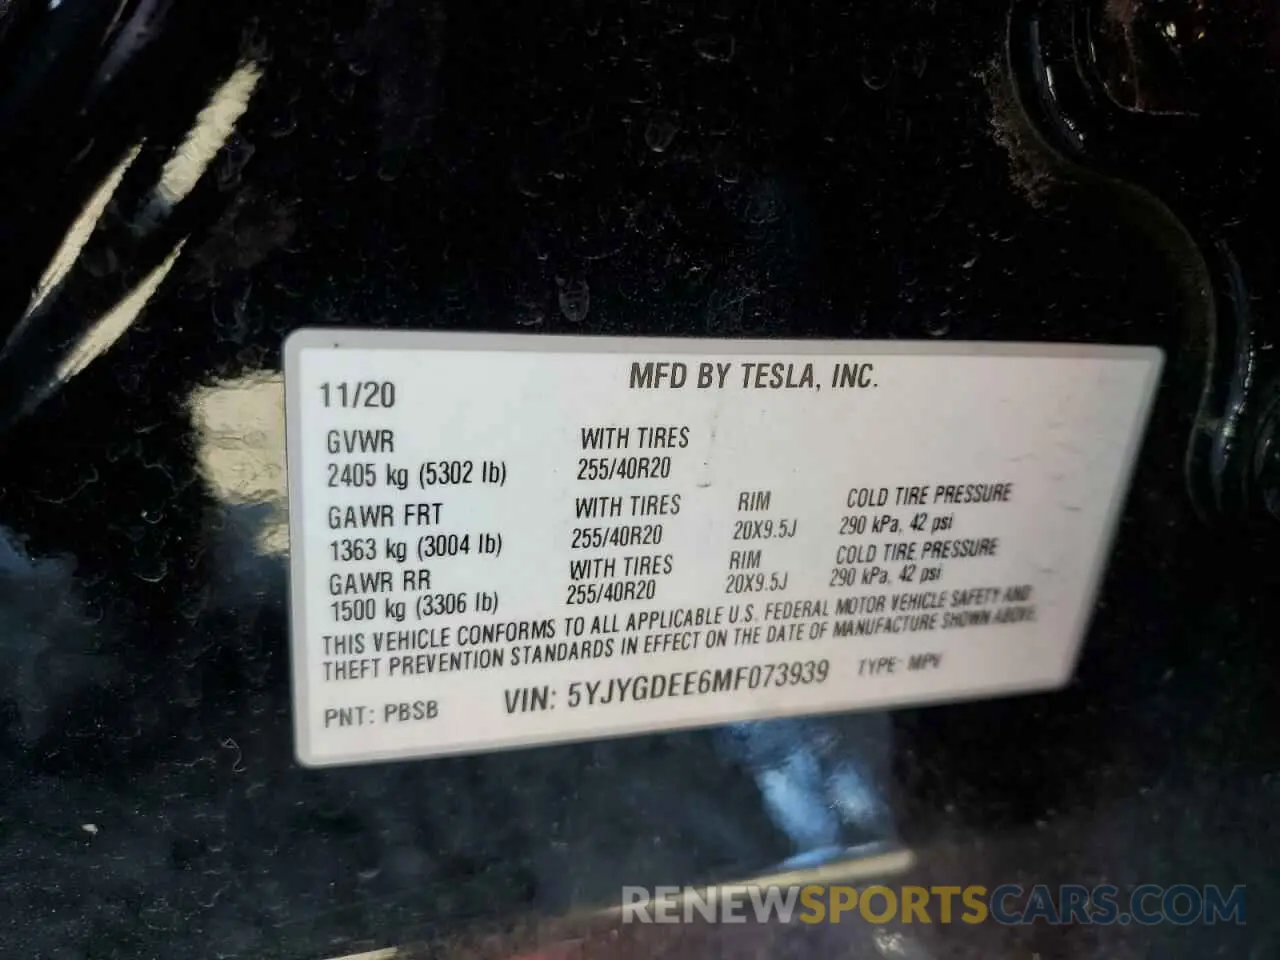 MFD BY TESLA, INC.
11/20
GVWR WITH TIRES
2405 kg (5302 lb) 255/40R20
GAWR FRT WITH TIRES RIM COLD TIRE PRESSURE
1363 kg (3004 lb) 255/40R20 20X9.5J 290 kPa, 42 psi
GAWR RR WITH TIRES RIM COLD TIRE PRESSURE
1500 kg (3306 lb) 255/40R20 20X9.5J 290 kPa, 42 psi
THIS VEHICLE CONFORMS TO ALL APPLICABLE U.S. FEDERAL MOTOR VEHICLE SAFETY AND
THEFT PREVENTION STANDARDS IN EFFECT ON THE DATE OF MANUFACTURE SHOWN ABOVE.
PNT: PBSB VIN: 5YJYGDEE6MF073939 TYPE: MPV
RENEWSPORTSCARS.COM